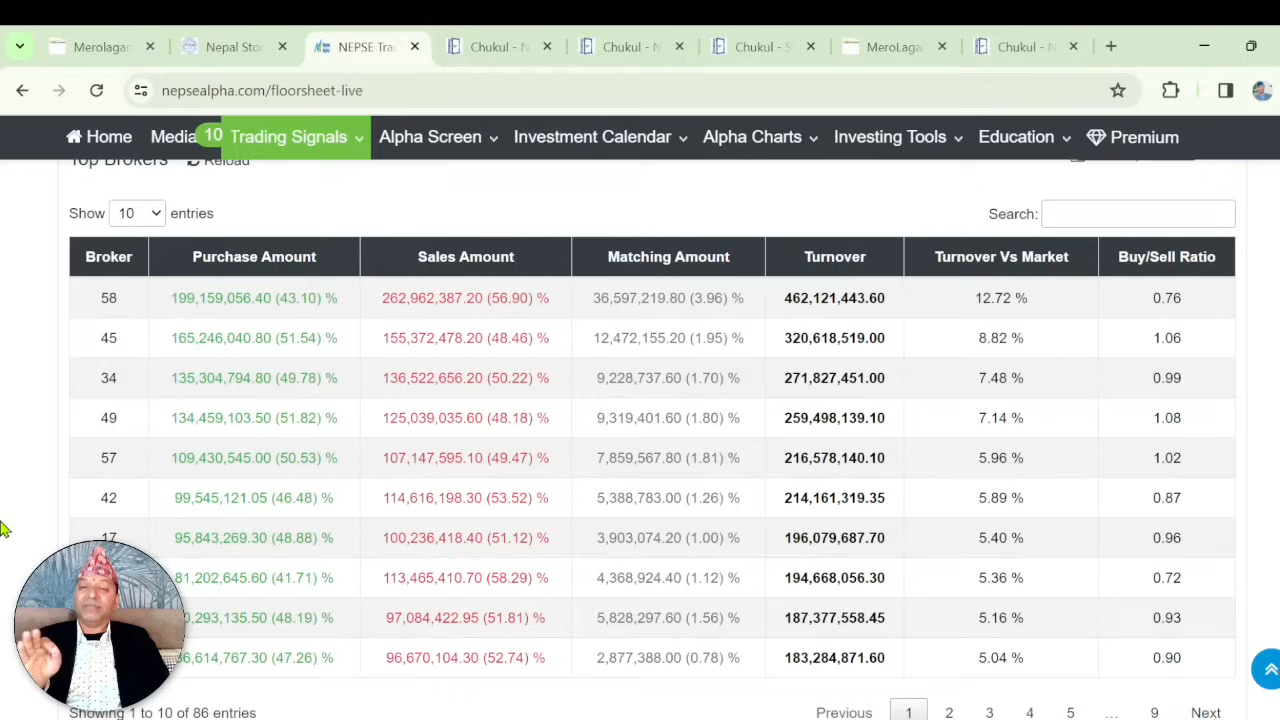 Merolagan Nepal Stoc NEPSE Tra Chukul - N Chukul - N Chukul - S MeroLaga Chukul - N
nepsealpha.com/floorsheet-live
Home Media 10 Trading Signals Alpha Screen Investment Calendar Alpha Charts Investing Tools Education Premium
Top Brokers Reload
Show 10 entries Search:
Broker Purchase Amount Sales Amount Matching Amount Turnover Turnover Vs Market Buy/Sell Ratio
58 199,159,056.40 (43.10) % 262,962,387.20 (56.90) % 36,597,219.80 (3.96) % 462,121,443.60 12.72 % 0.76
45 165,246,040.80 (51.54) % 155,372,478.20 (48.46) % 12,472,155.20 (1.95) % 320,618,519.00 8.82 % 1.06
34 135,304,794.80 (49.78) % 136,522,656.20 (50.22) % 9,228,737.60 (1.70) % 271,827,451.00 7.48 % 0.99
49 134,459,103.50 (51.82) % 125,039,035.60 (48.18) % 9,319,401.60 (1.80) % 259,498,139.10 7.14 % 1.08
57 109,430,545.00 (50.53) % 107,147,595.10 (49.47) % 7,859,567.80 (1.81) % 216,578,140.10 5.96 % 1.02
42 99,545,121.05 (46.48) % 114,616,198.30 (53.52) % 5,388,783.00 (1.26) % 214,161,319.35 5.89 % 0.87
17 95,843,269.30 (48.88) % 100,236,418.40 (51.12) % 3,903,074.20 (1.00) % 196,079,687.70 5.40 % 0.96
81,202,645.60 (41.71) % 113,465,410.70 (58.29) % 4,368,924.40 (1.12) % 194,668,056.30 5.36 % 0.72
,293,135.50 (48.19) % 97,084,422.95 (51.81) % 5,828,297.60 (1.56) % 187,377,558.45 5.16 % 0.93
6,614,767.30 (47.26) % 96,670,104.30 (52.74) % 2,877,388.00 (0.78) % 183,284,871.60 5.04 % 0.90
Showing 1 to 10 of 86 entries Previous 1 2 3 4 5 ... 9 Next